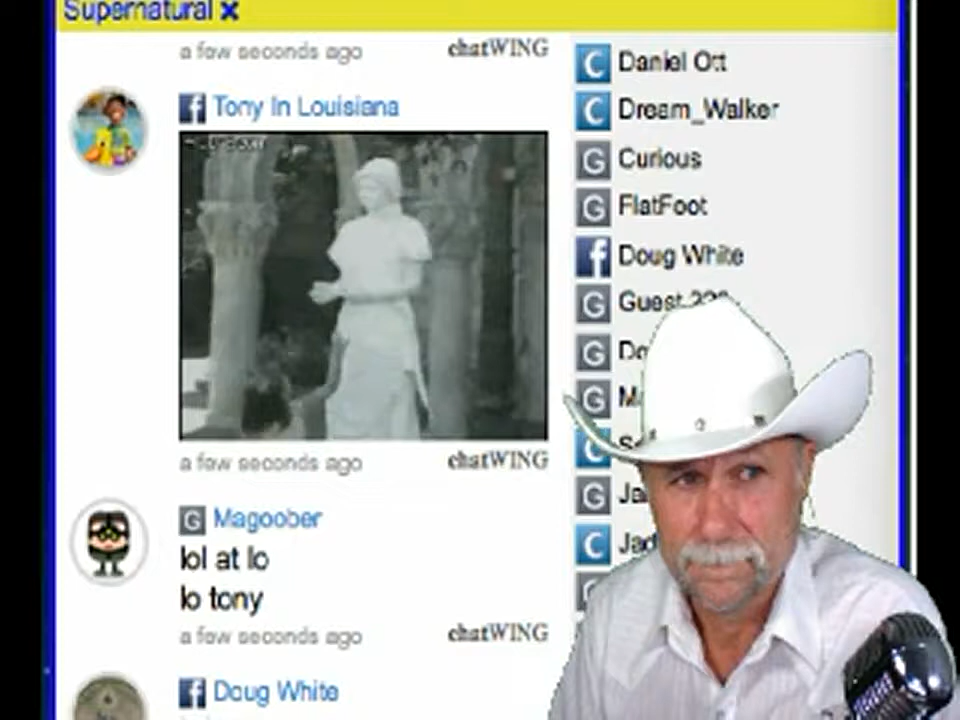 Supernatural x
a few seconds ago
chatWING
Tony In Louisiana
a few seconds ago
chatWING
Magoober
lol at lo
lo tony
a few seconds ago
chatWING
Doug White
Daniel Ott
Dream_Walker
Curious
FlatFoot
Doug White
Guest